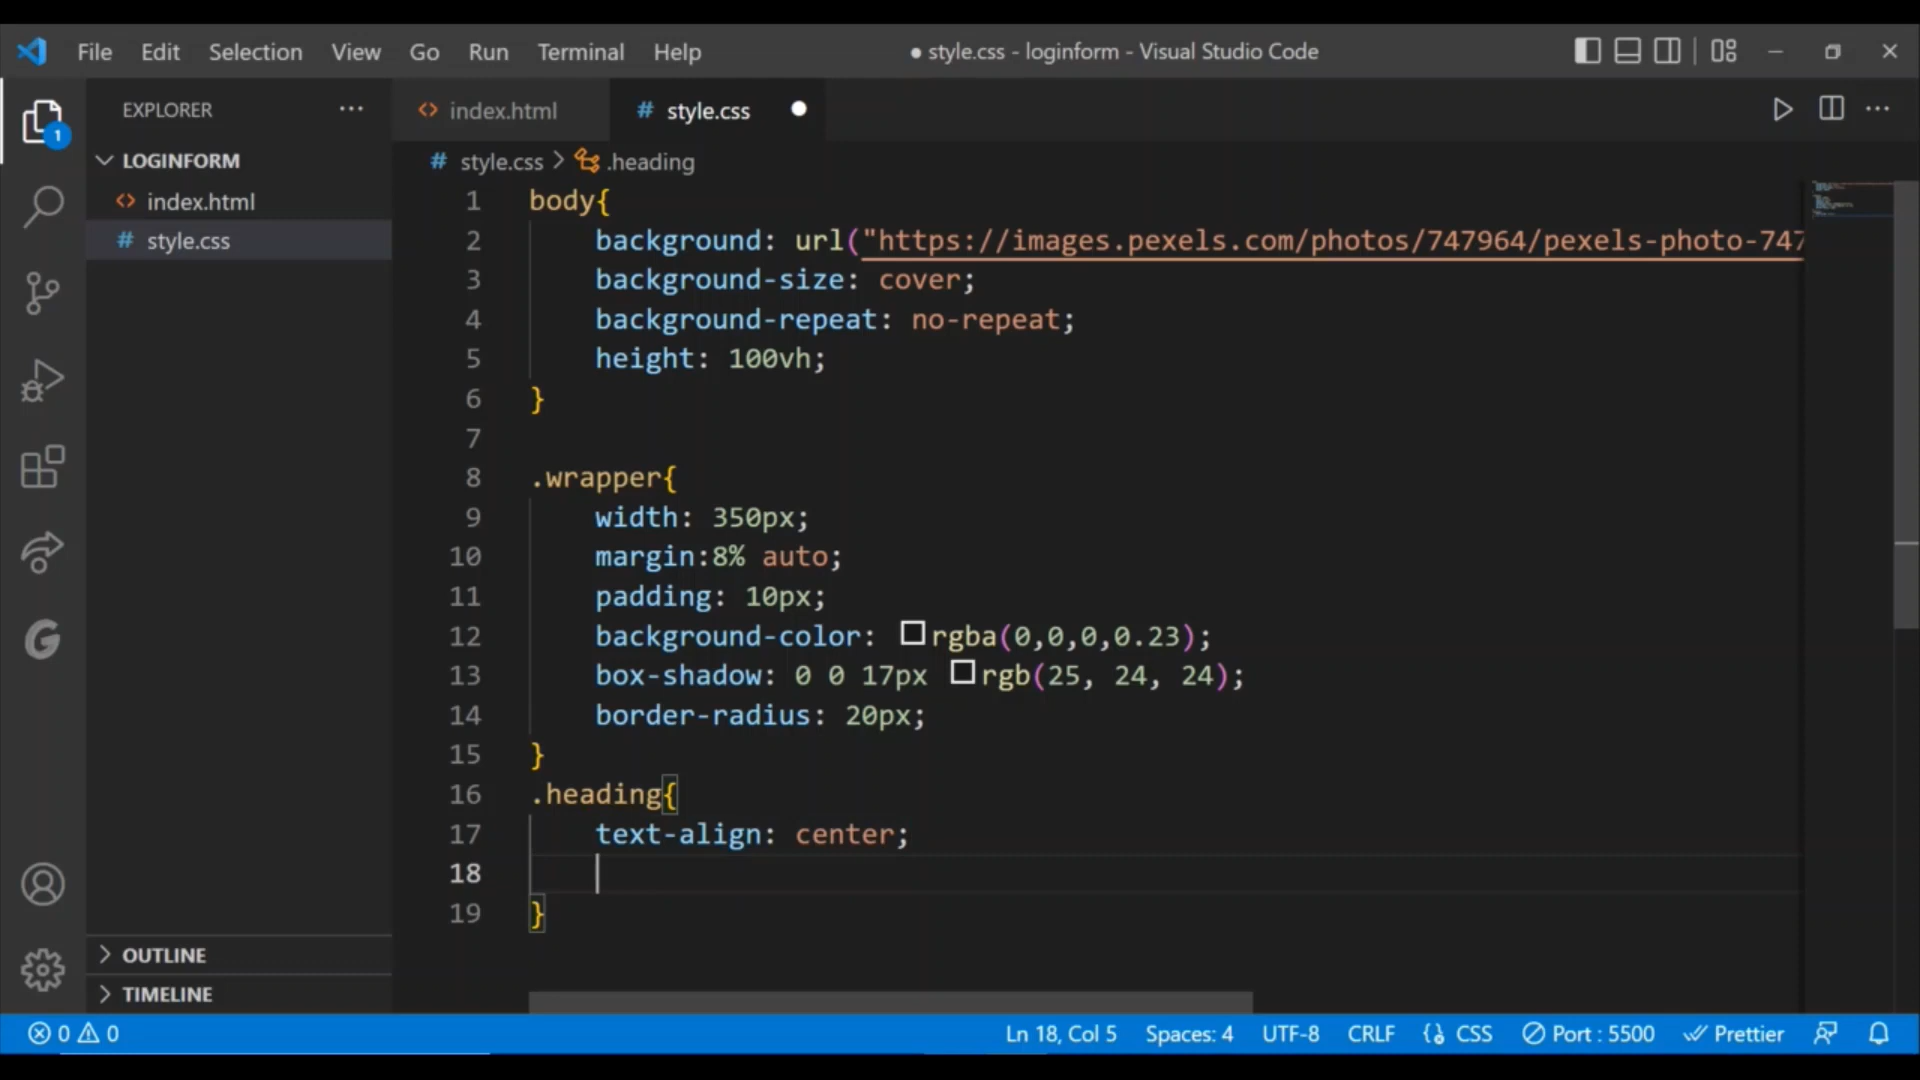 File Edit Selection View Go Run Terminal Help
● style.css - loginform - Visual Studio Code
EXPLORER ...
index.html
# style.css
1
LOGINFORM
index.html
# style.css
# style.css > .heading
1 body{
2 background: url("https://images.pexels.com/photos/747964/pexels-photo-747
3 background-size: cover;
4 background-repeat: no-repeat;
5 height: 100vh;
6 }
7
8 .wrapper{
9 width: 350px;
10 margin:8% auto;
11 padding: 10px;
12 background-color: rgba(0,0,0,0.23);
13 box-shadow: 0 0 17px rgb(25, 24, 24);
14 border-radius: 20px;
15 }
16 .heading{
17 text-align: center;
18
19 }
G
OUTLINE
TIMELINE
0 0 Ln 18, Col 5 Spaces: 4 UTF-8 CRLF {} CSS Port : 5500 Prettier